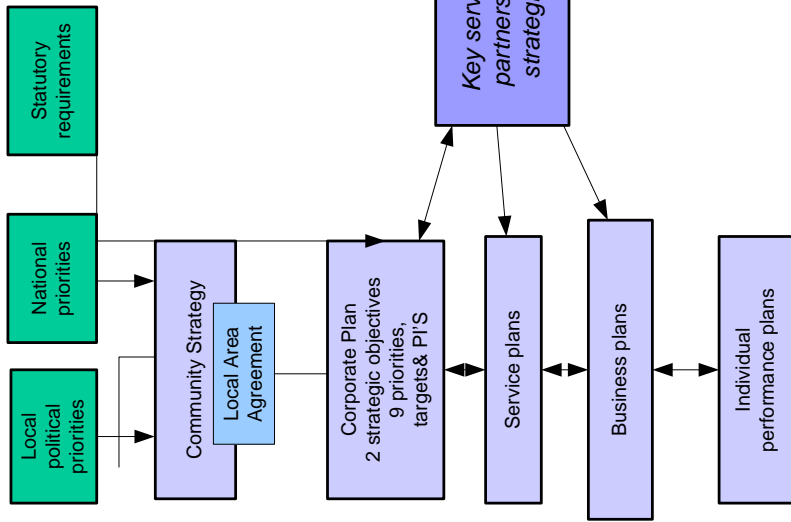 Local
political
priorities
National
priorities
Statutory
requirements
Community Strategy
Local Area
Agreement
Corporate Plan
2 strategic objectives
9 priorities,
targets& PI'S
Key serv
partners
strategi
Service plans
Business plans
Individual
performance plans